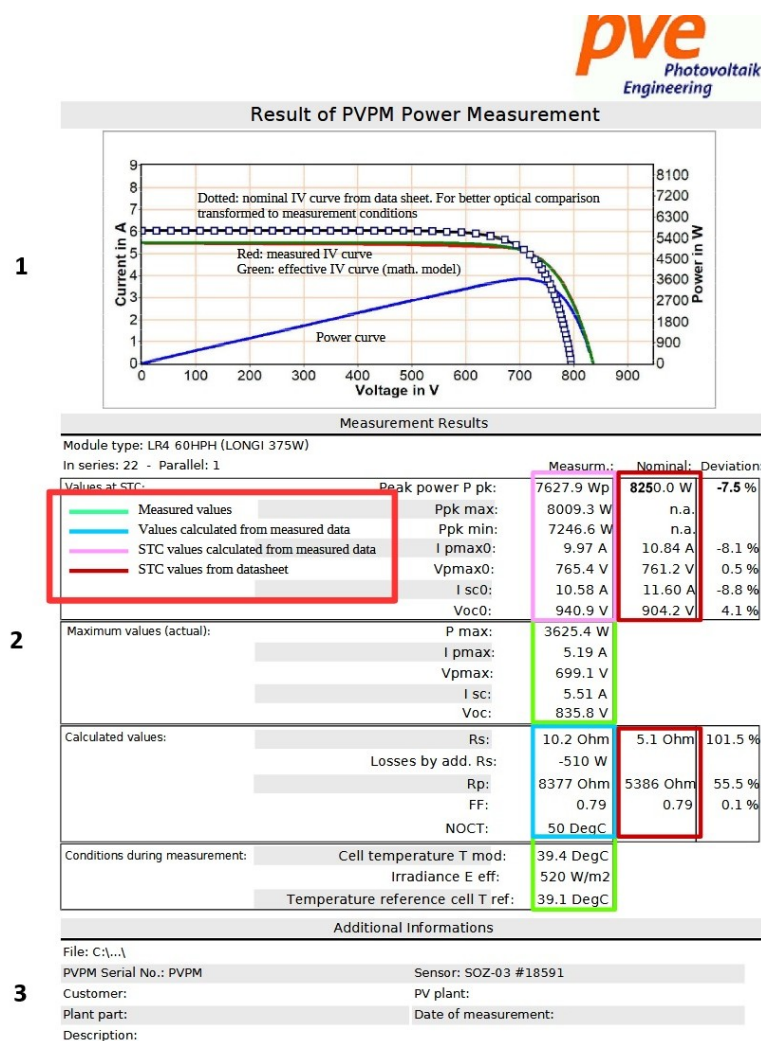 pve
Photovoltaik
Engineering
Result of PVPM Power Measurement
9
8
7
6
5
4
3
2
1
0
Current in A
8100
7200
6300
5400
4500
3600
2700
1800
900
0
Power in W
Dotted: nominal IV curve from data sheet. For better optical comparison
transformed to measurement conditions
Red: measured IV curve
Green: effective IV curve (math. model)
Power curve
0 100 200 300 400 500 600 700 800 900
Voltage in V
1
Measurement Results
Module type: LR4 60HPH (LONGI 375W)
In series: 22 - Parallel: 1 Measurm.: Nominal: Deviation:
Values at STC: Peak power P pk: 7627.9 Wp 8250.0 W -7.5 %
Measured values Ppk max: 8009.3 W n.a.
Values calculated from measured data Ppk min: 7246.6 W n.a.
STC values calculated from measured data I pmax0: 9.97 A 10.84 A -8.1 %
STC values from datasheet Vpmax0: 765.4 V 761.2 V 0.5 %
I sc0: 10.58 A 11.60 A -8.8 %
Voc0: 940.9 V 904.2 V 4.1 %
2
Maximum values (actual): P max: 3625.4 W
I pmax: 5.19 A
Vpmax: 699.1 V
I sc: 5.51 A
Voc: 835.8 V
Calculated values: Rs: 10.2 Ohm 5.1 Ohm 101.5 %
Losses by add. Rs: -510 W
Rp: 8377 Ohm 5386 Ohm 55.5 %
FF: 0.79 0.79 0.1 %
NOCT: 50 DegC
Conditions during measurement: Cell temperature T mod: 39.4 DegC
Irradiance E eff: 520 W/m2
Temperature reference cell T ref: 39.1 DegC
Additional Informations
File: C:\...\
PVPM Serial No.: PVPM Sensor: SOZ-03 #18591
3
Customer: PV plant:
Plant part: Date of measurement:
Description: